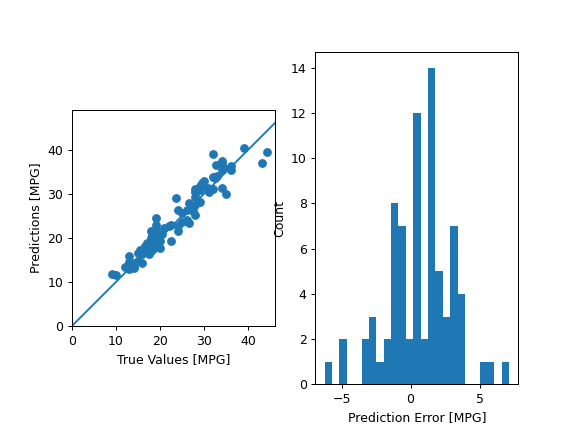 40
30
20
10
0
Predictions [MPG]
0 10 20 30 40
True Values [MPG]
14
12
10
8
6
4
2
0
Count
−5 0 5
Prediction Error [MPG]